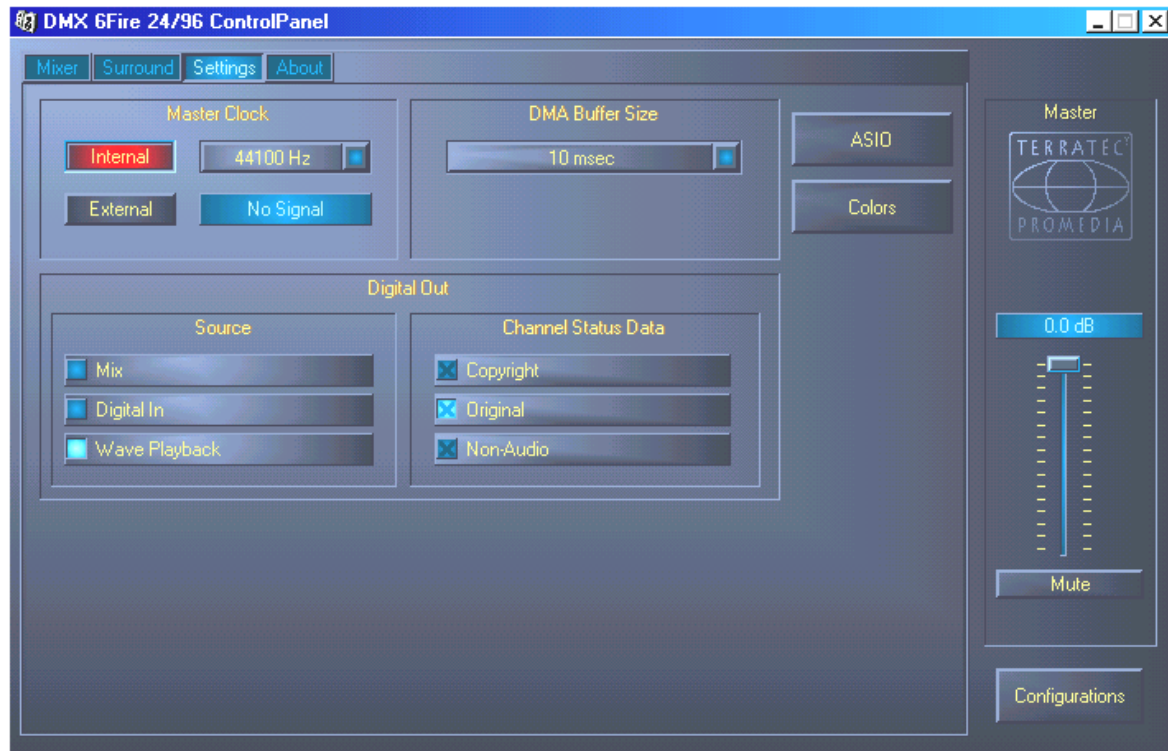 DMX 6Fire 24/96 ControlPanel
Mixer Surround Settings About
Master Clock
Internal 44100 Hz
External No Signal
DMA Buffer Size
10 msec
ASIO
Colors
Digital Out
Source
Mix
Digital In
Wave Playback
Channel Status Data
Copyright
Original
Non-Audio
Master
TERRATEC
PROMEDIA
0.0 dB
Mute
Configurations